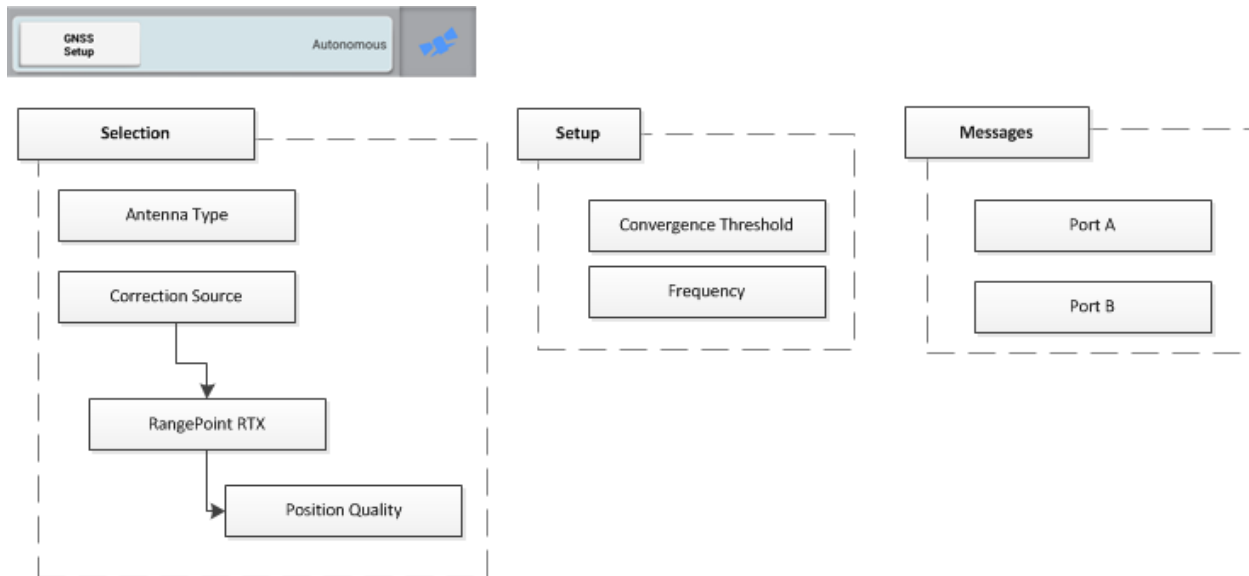 GNSS
Setup
Autonomous
Selection
Antenna Type
Correction Source
RangePoint RTX
Position Quality
Setup
Convergence Threshold
Frequency
Messages
Port A
Port B